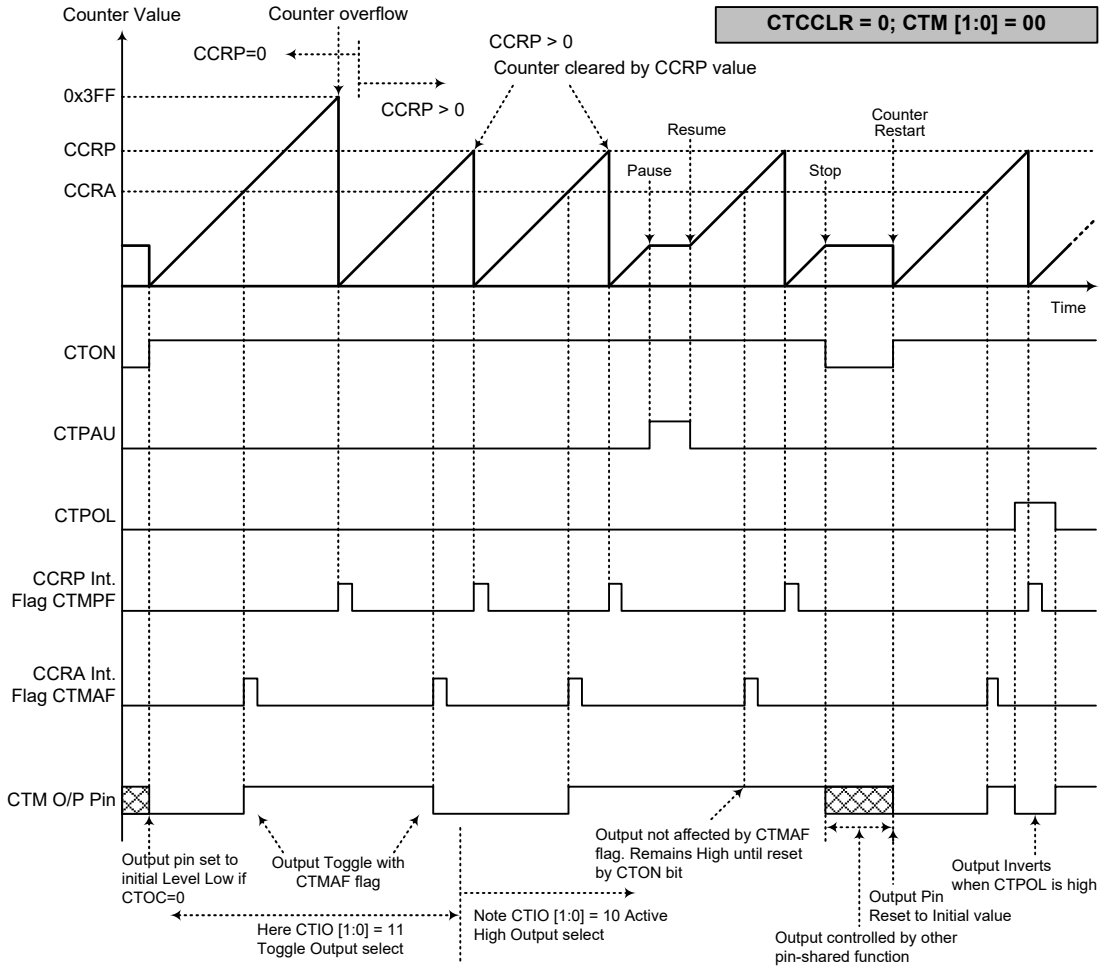 Counter Value
Counter overflow
CTCCLR = 0; CTM [1:0] = 00
CCRP=0
CCRP > 0
CCRP > 0
Counter cleared by CCRP value
0x3FF
CCRP
CCRA
Pause
Resume
Stop
Counter
Restart
Time
CTON
CTPAU
CTPOL
CCRP Int.
Flag CTMPF
CCRA Int.
Flag CTMAF
CTM O/P Pin
Output pin set to
initial Level Low if
CTOC=0
Output Toggle with
CTMAF flag
Here CTIO [1:0] = 11
Toggle Output select
Note CTIO [1:0] = 10 Active
High Output select
Output not affected by CTMAF
flag. Remains High until reset
by CTON bit
Output Pin
Reset to Initial value
Output controlled by other
pin-shared function
Output Inverts
when CTPOL is high